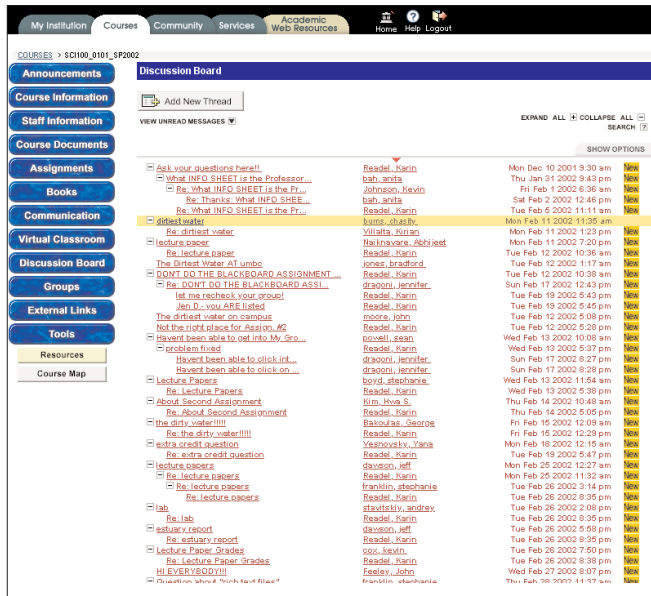 My Institution Courses Community Services Academic Web Resources Home Help Logout
COURSES > SCI100_0101_SP2002
Announcements
Course Information
Staff Information
Course Documents
Assignments
Books
Communication
Virtual Classroom
Discussion Board
Groups
External Links
Tools
Resources
Course Map
Discussion Board
Add New Thread
VIEW UNREAD MESSAGES
EXPAND ALL + COLLAPSE ALL -
SEARCH ?
SHOW OPTIONS
Ask your questions here!! Readel, Karin Mon Dec 10 2001 9:30 am New
What INFO SHEET is the Professor... bah, anita Thu Jan 31 2002 9:43 pm New
Re: What INFO SHEET is the Pr... Johnson, Kevin Fri Feb 1 2002 6:36 am New
Re: Thanks: What INFO SHEE... bah, anita Sat Feb 2 2002 12:46 pm New
Re: What INFO SHEET is the Pr... Readel, Karin Tue Feb 5 2002 11:11 am New
dirtiest water burns, chastity Mon Feb 11 2002 11:35 am
Re: dirtiest water Villalta, Kirian Mon Feb 11 2002 1:23 pm New
lecture paper Naiknavare, Abhijeet Mon Feb 11 2002 7:20 pm New
Re: lecture paper Readel, Karin Tue Feb 12 2002 10:36 am New
The Dirtest Water AT umbc jones, bradford Tue Feb 12 2002 1:17 am New
DON'T DO THE BLACKBOARD ASSIGNMENT ... Readel, Karin Tue Feb 12 2002 10:38 am New
Re: DON'T DO THE BLACKBOARD ASSI... dragoni, jennifer Sun Feb 17 2002 12:43 pm New
let me recheck your group! Readel, Karin Tue Feb 19 2002 5:43 pm New
Jen D.- you ARE listed Readel, Karin Tue Feb 19 2002 5:45 pm New
The dirtiest water on campus moore, john Tue Feb 12 2002 5:08 pm New
Not the right place for Assign. #2 Readel, Karin Tue Feb 12 2002 5:28 pm New
Havent been able to get into My Gro... powell, sean Wed Feb 13 2002 10:08 am New
problem fixed Readel, Karin Wed Feb 13 2002 5:37 pm New
Havent been able to click int... dragoni, jennifer Sun Feb 17 2002 8:27 pm New
Havent been able to click on ... dragoni, jennifer Sun Feb 17 2002 8:28 pm New
Lecture Papers boyd, stephanie Wed Feb 13 2002 11:54 am New
Re: Lecture Papers Readel, Karin Wed Feb 13 2002 5:38 pm New
About Second Assignment Kim, Hwa S. Thu Feb 14 2002 10:48 am New
Re: About Second Assignment Readel, Karin Thu Feb 14 2002 5:05 pm New
the dirty water!!!!! Bakoulas, George Fri Feb 15 2002 12:09 am New
Re: the dirty water!!!!! Readel, Karin Fri Feb 15 2002 12:29 pm New
extra credit question Yesnovsky, Yana Mon Feb 18 2002 12:15 am New
Re: extra credit question Readel, Karin Tue Feb 19 2002 5:47 pm New
lecture papers dawson, jeff Mon Feb 25 2002 12:27 am New
Re: lecture papers Readel, Karin Mon Feb 25 2002 11:32 am New
Re: lecture papers franklin, stephanie Tue Feb 26 2002 3:14 pm New
Re: lecture papers Readel, Karin Tue Feb 26 2002 8:35 pm New
lab stavitskiy, andrey Tue Feb 26 2002 2:08 pm New
Re: lab Readel, Karin Tue Feb 26 2002 8:35 pm New
estuary report dawson, jeff Tue Feb 26 2002 5:58 pm New
Re: estuary report Readel, Karin Tue Feb 26 2002 8:35 pm New
Lecture Paper Grades cox, kevin Tue Feb 26 2002 7:50 pm New
Re: Lecture Paper Grades Readel, Karin Tue Feb 26 2002 8:38 pm New
HI EVERYBODY!!! Feeley, John Wed Feb 27 2002 8:07 pm New
Question about "rich text files" franklin, stephanie Thu Feb 28 2002 11:37 am New